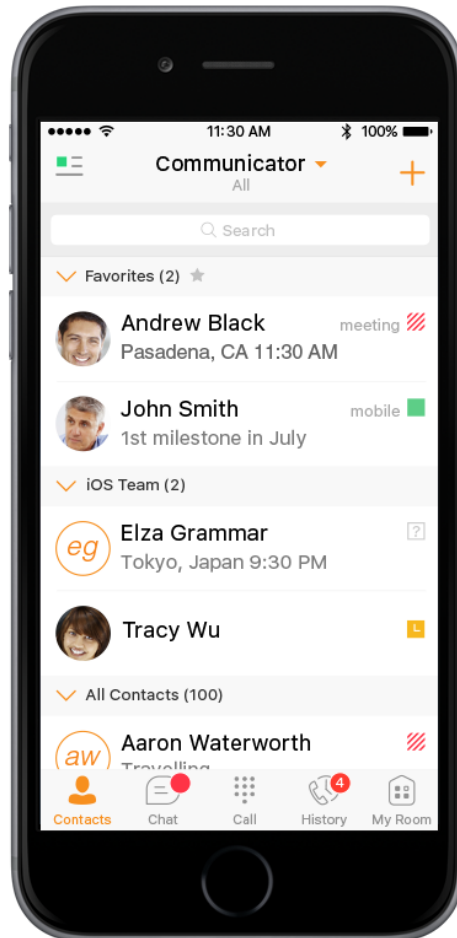 11:30 AM
100%
Communicator
All
Search
Favorites (2)
Andrew Black
meeting
Pasadena, CA 11:30 AM
John Smith
mobile
1st milestone in July
iOS Team (2)
eg
Elza Grammar
?
Tokyo, Japan 9:30 PM
Tracy Wu
All Contacts (100)
aw
Aaron Waterworth
Travelling
4
Contacts
Chat
Call
History
My Room